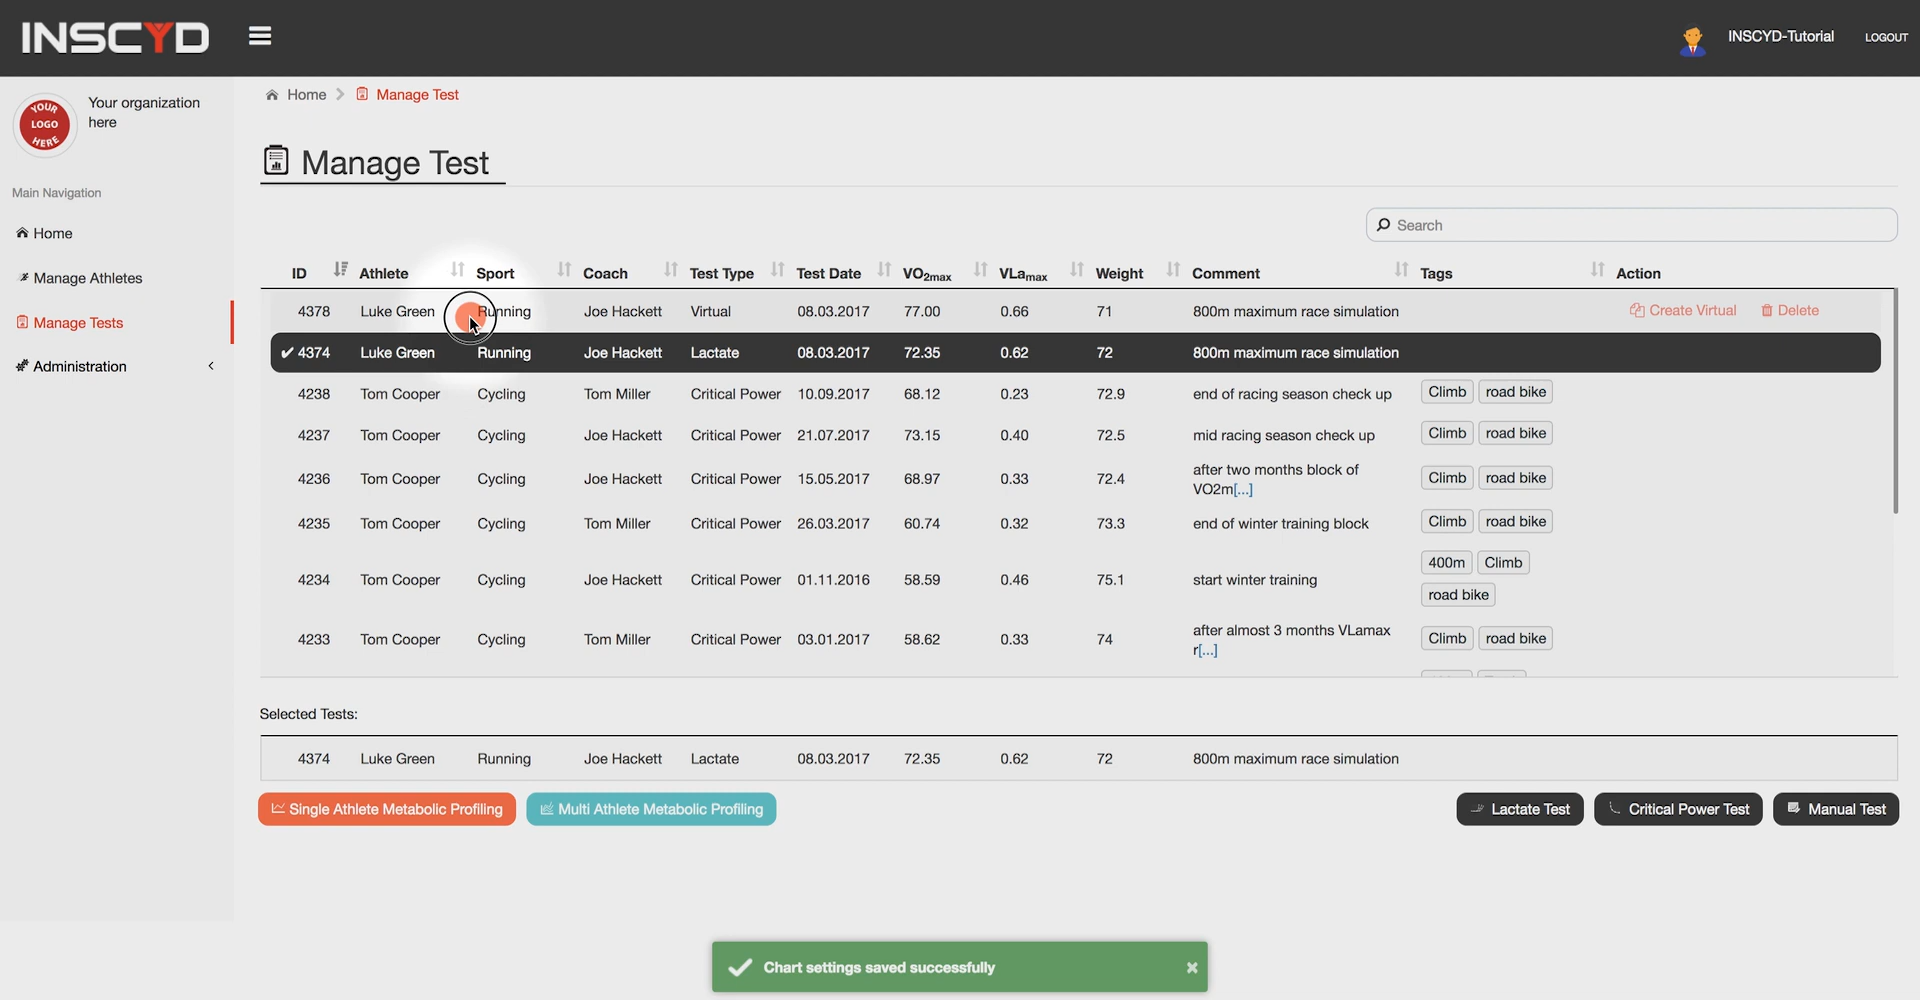 INSCYD
INSCYD-Tutorial
LOGOUT
YOUR
LOGO
HERE
Your organization
here
Main Navigation
Home
Manage Athletes
Manage Tests
Administration
Home > Manage Test
Manage Test
Search
ID Athlete Sport Coach Test Type Test Date VO2max VLamax Weight Comment Tags Action
4378 Luke Green Running Joe Hackett Virtual 08.03.2017 77.00 0.66 71 800m maximum race simulation Create Virtual Delete
✔ 4374 Luke Green Running Joe Hackett Lactate 08.03.2017 72.35 0.62 72 800m maximum race simulation
4238 Tom Cooper Cycling Tom Miller Critical Power 10.09.2017 68.12 0.23 72.9 end of racing season check up Climb road bike
4237 Tom Cooper Cycling Joe Hackett Critical Power 21.07.2017 73.15 0.40 72.5 mid racing season check up Climb road bike
4236 Tom Cooper Cycling Joe Hackett Critical Power 15.05.2017 68.97 0.33 72.4 after two months block of Climb road bike
VO2m[...]
4235 Tom Cooper Cycling Tom Miller Critical Power 26.03.2017 60.74 0.32 73.3 end of winter training block Climb road bike
4234 Tom Cooper Cycling Joe Hackett Critical Power 01.11.2016 58.59 0.46 75.1 start winter training 400m Climb
road bike
4233 Tom Cooper Cycling Tom Miller Critical Power 03.01.2017 58.62 0.33 74 after almost 3 months VLamax Climb road bike
r[...]
Selected Tests:
4374 Luke Green Running Joe Hackett Lactate 08.03.2017 72.35 0.62 72 800m maximum race simulation
Single Athlete Metabolic Profiling
Multi Athlete Metabolic Profiling
Lactate Test
Critical Power Test
Manual Test
Chart settings saved successfully ×